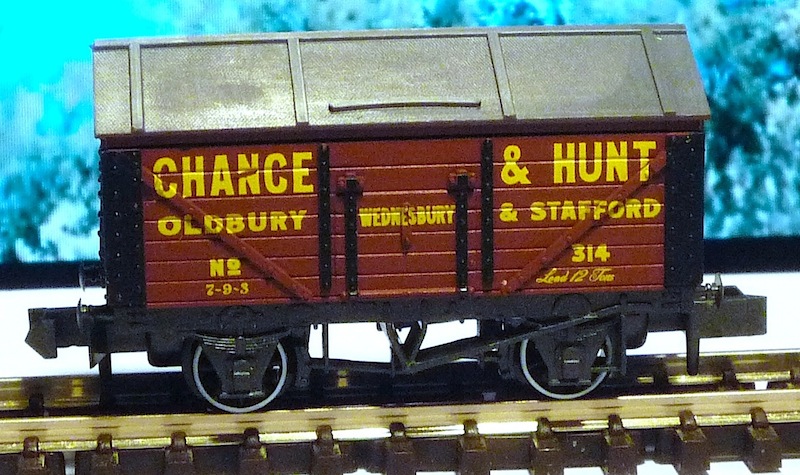 CHANCE & HUNT
OLDBURY WEDNESBURY & STAFFORD
No 314
7-9-3 Load 12 Tons